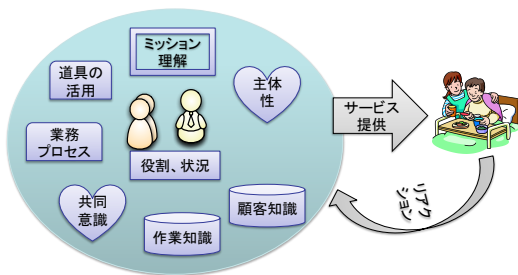 ミッション
理解
道具の
活用
主体
性
サービス
提供
業務
プロセス
役割、状況
リアク
ション
共同
意識
顧客知識
作業知識